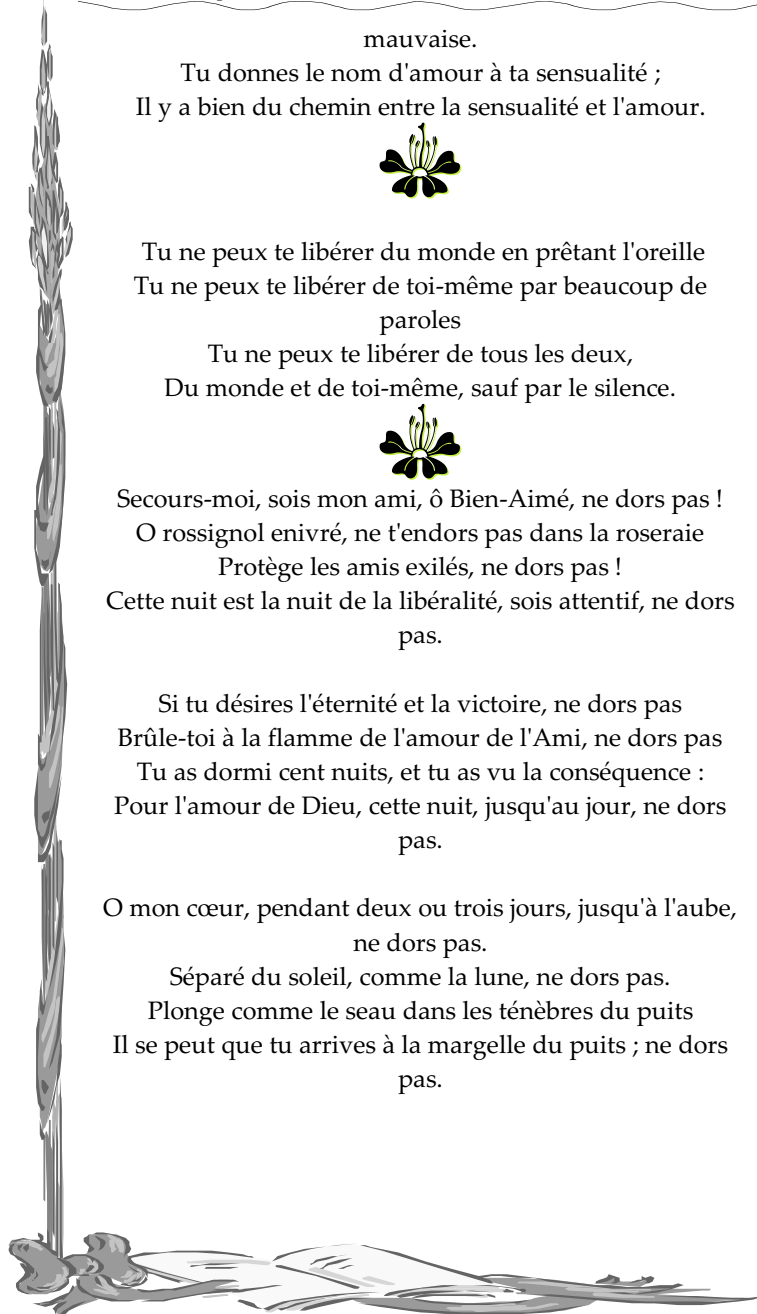 mauvaise.
Tu donnes le nom d'amour à ta sensualité ;
Il y a bien du chemin entre la sensualité et l'amour.
Tu ne peux te libérer du monde en prêtant l'oreille
Tu ne peux te libérer de toi-même par beaucoup de
paroles
Tu ne peux te libérer de tous les deux,
Du monde et de toi-même, sauf par le silence.
Secours-moi, sois mon ami, ô Bien-Aimé, ne dors pas !
O rossignol enivré, ne t'endors pas dans la roseraie
Protège les amis exilés, ne dors pas !
Cette nuit est la nuit de la libéralité, sois attentif, ne dors
pas.
Si tu désires l'éternité et la victoire, ne dors pas
Brûle-toi à la flamme de l'amour de l'Ami, ne dors pas
Tu as dormi cent nuits, et tu as vu la conséquence :
Pour l'amour de Dieu, cette nuit, jusqu'au jour, ne dors
pas.
O mon cœur, pendant deux ou trois jours, jusqu'à l'aube,
ne dors pas.
Séparé du soleil, comme la lune, ne dors pas.
Plonge comme le seau dans les ténèbres du puits
Il se peut que tu arrives à la margelle du puits ; ne dors
pas.